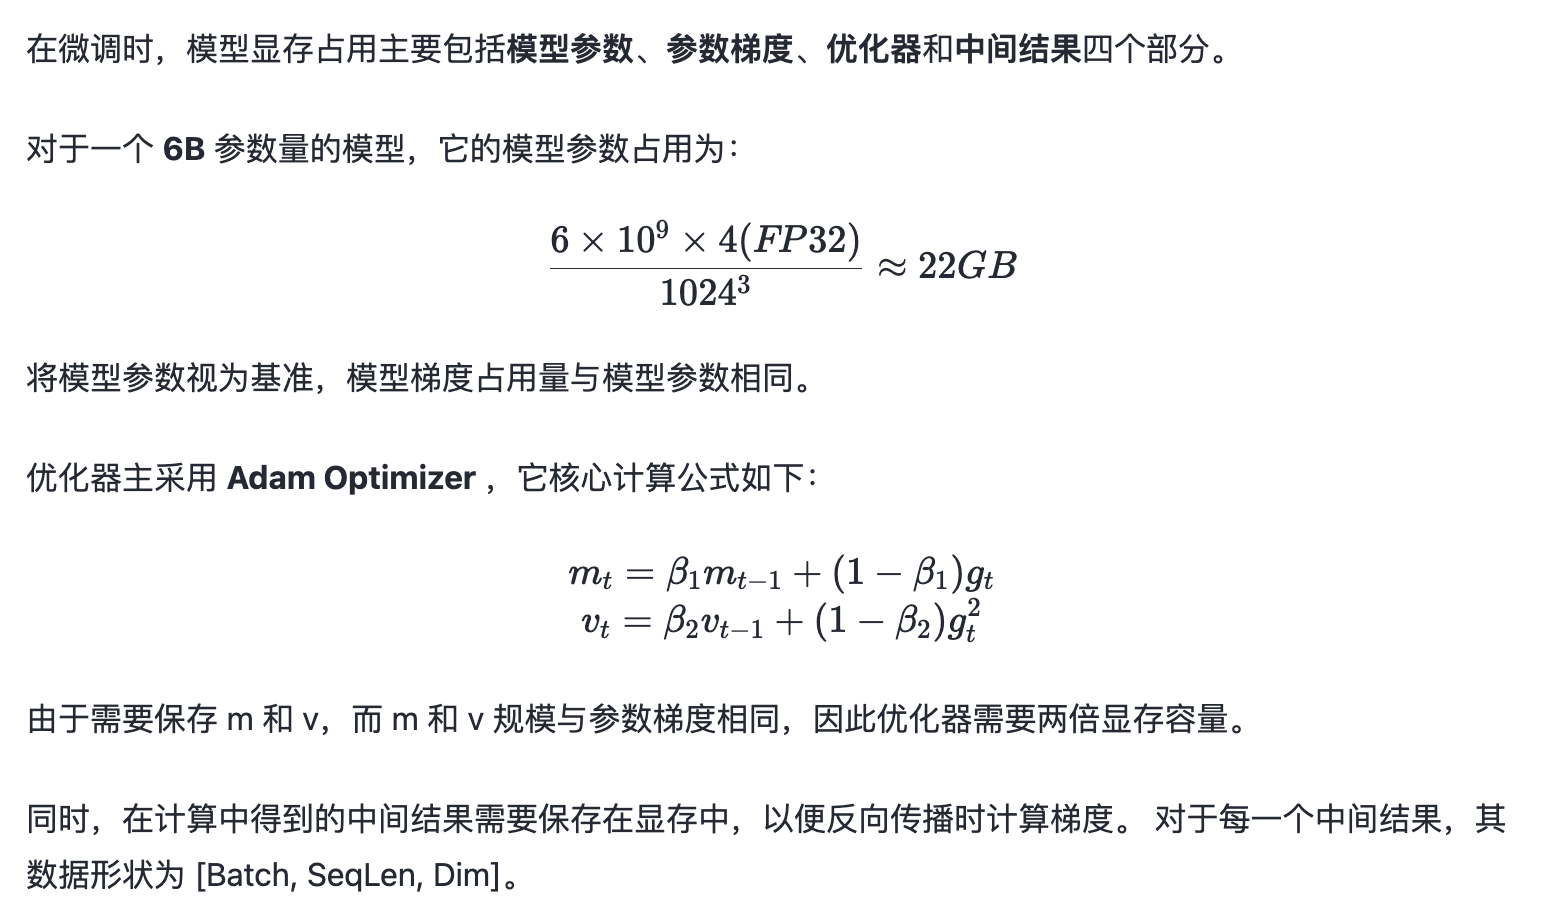 在微调时，模型显存占用主要包括模型参数、参数梯度、优化器和中间结果四个部分。
对于一个 6B 参数量的模型，它的模型参数占用为：
\frac{6 \times 10^9 \times 4(FP32)}{1024^3} \approx 22GB
将模型参数视为基准，模型梯度占用量与模型参数相同。
优化器主采用 Adam Optimizer ，它核心计算公式如下：
m_t = \beta_1 m_{t-1} + (1 - \beta_1)g_t
v_t = \beta_2 v_{t-1} + (1 - \beta_2)g_t^2
由于需要保存 m 和 v，而 m 和 v 规模与参数梯度相同，因此优化器需要两倍显存容量。
同时，在计算中得到的中间结果需要保存在显存中，以便反向传播时计算梯度。 对于每一个中间结果，其
数据形状为 [Batch, SeqLen, Dim]。